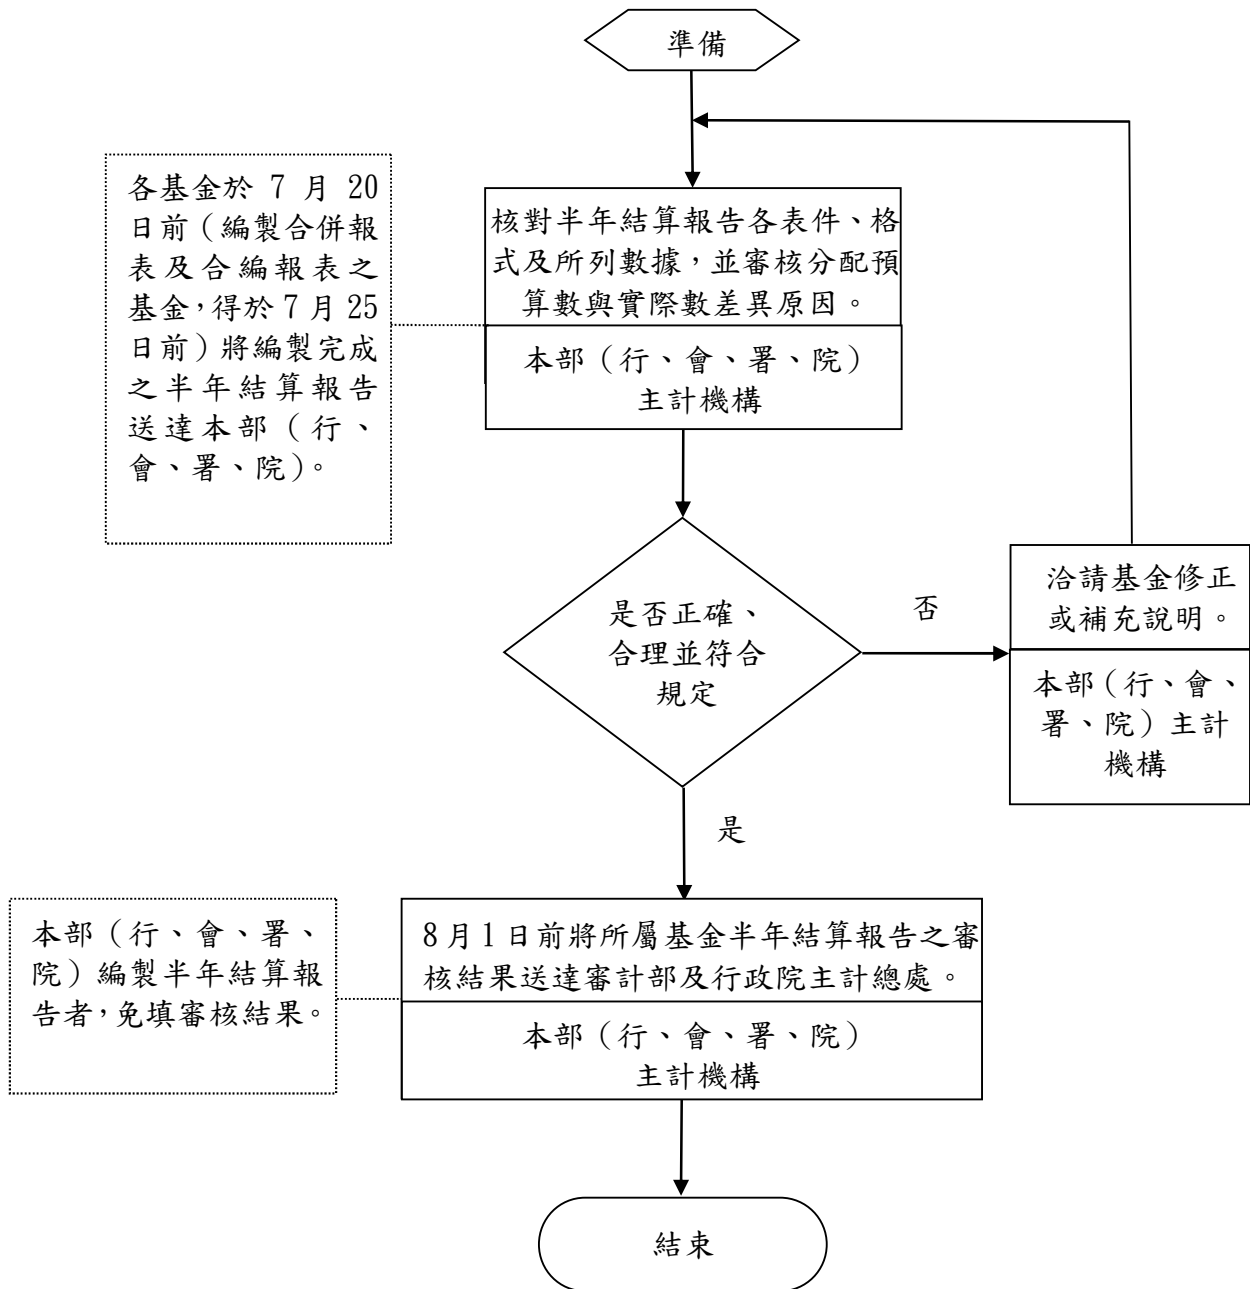 準備
各基金於 7 月 20
日前（編製合併報
表及合編報表之
基金，得於 7 月 25
日前）將編製完成
之半年結算報告
送達本部（行、
會、署、院）。
核對半年結算報告各表件、格
式及所列數據，並審核分配預
算數與實際數差異原因。
本部（行、會、署、院）
主計機構
是否正確、
合理並符合
規定
否
洽請基金修正
或補充說明。
本部（行、會、
署、院）主計
機構
是
本部（行、會、署、
院）編製半年結算報
告者，免填審核結果。
8 月 1 日前將所屬基金半年結算報告之審
核結果送達審計部及行政院主計總處。
本部（行、會、署、院）
主計機構
結束